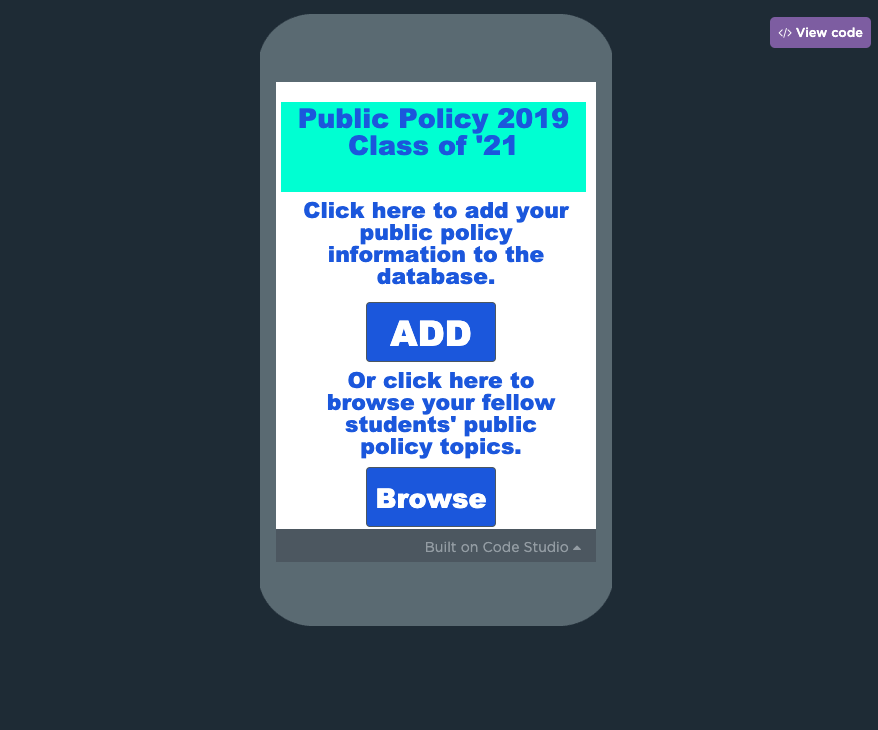 </> View code
Public Policy 2019
Class of '21
Click here to add your
public policy
information to the
database.
ADD
Or click here to
browse your fellow
students' public
policy topics.
Browse
Built on Code Studio